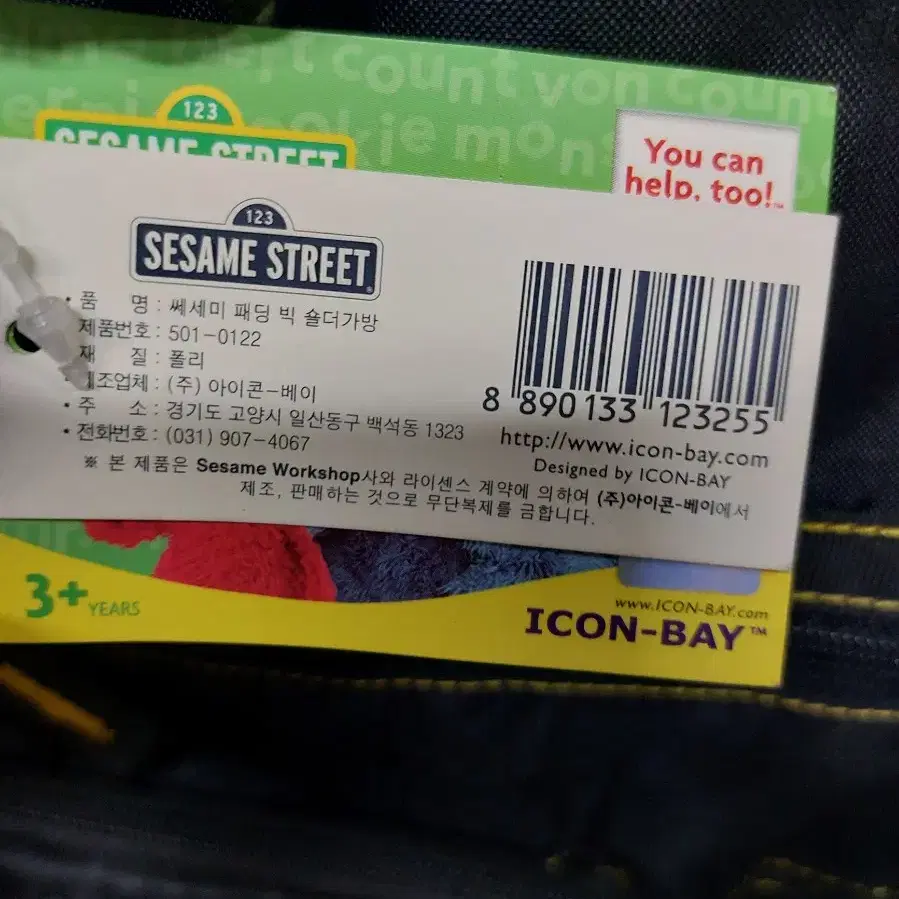 count von count
cookie mon
123
SESAME STREET
You can
help, too!™
123
SESAME STREET®
• 품 명 : 쎄세미 패딩 빅 숄더가방
제품번호 : 501-0122
재 질 : 폴리
제조업체 : (주) 아이콘-베이
• 주 소 : 경기도 고양시 일산동구 백석동 1323
• 전화번호 : (031) 907-4067
※ 본 제품은 Sesame Workshop사와 라이센스 계약에 의하여 (주)아이콘-베이에서
제조, 판매하는 것으로 무단복제를 금합니다.
8 890133 123255
http://www.icon-bay.com
Designed by ICON-BAY
3+ YEARS
www.ICON-BAY.com
ICON-BAY™